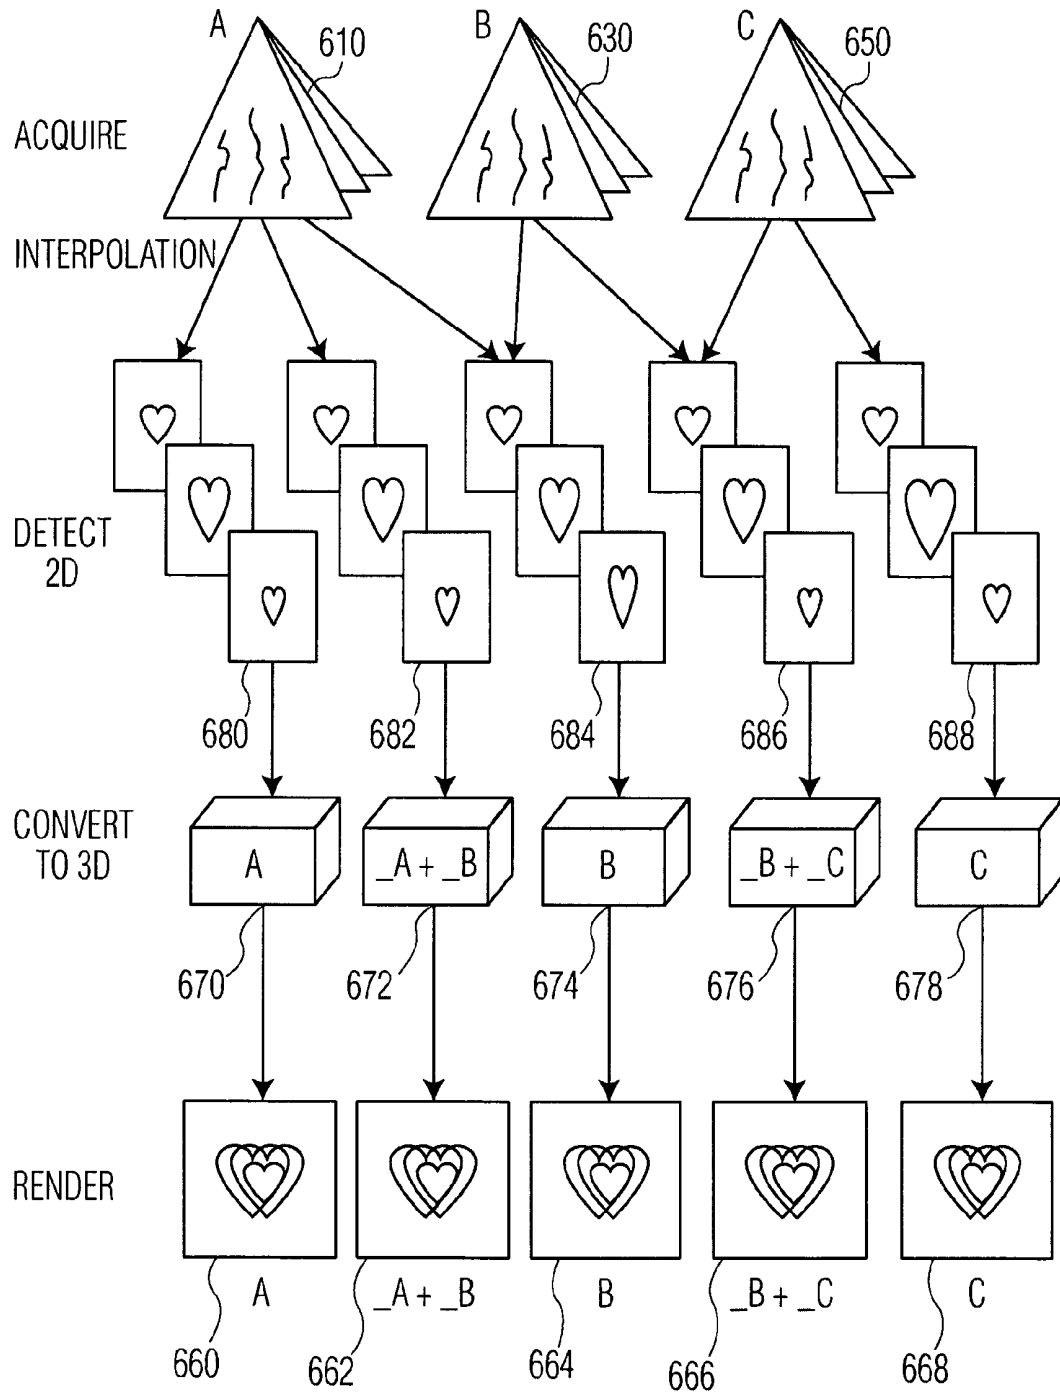 A
610
B
630
C
650
ACQUIRE
INTERPOLATION
DETECT
2D
680
682
684
686
688
CONVERT
TO 3D
A
_A + _B
B
_B + _C
C
670
672
674
676
678
RENDER
A
_A + _B
B
_B + _C
C
660
662
664
666
668